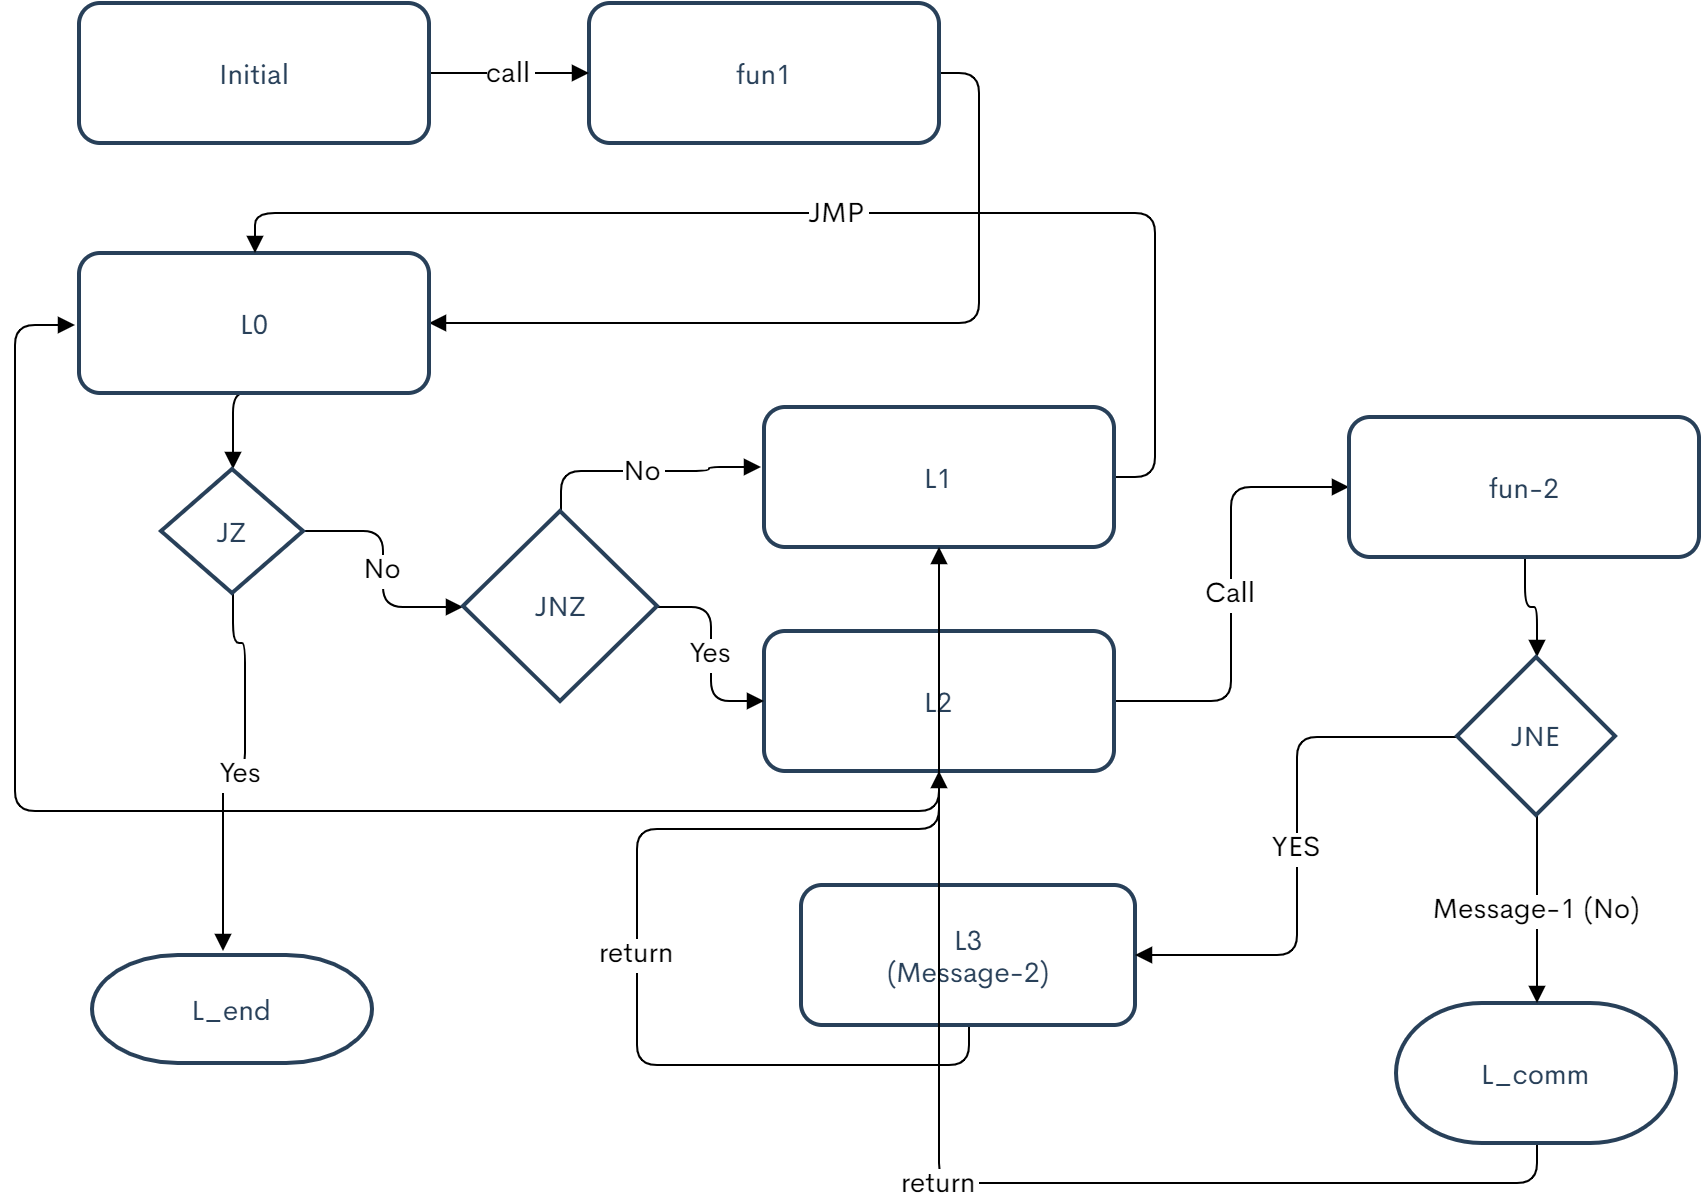 Initial
call
fun1
JMP
L0
No
L1
fun-2
JZ
No
JNZ
Call
Yes
L2
JNE
Yes
YES
Message-1 (No)
L3
(Message-2)
return
L_end
L_comm
return